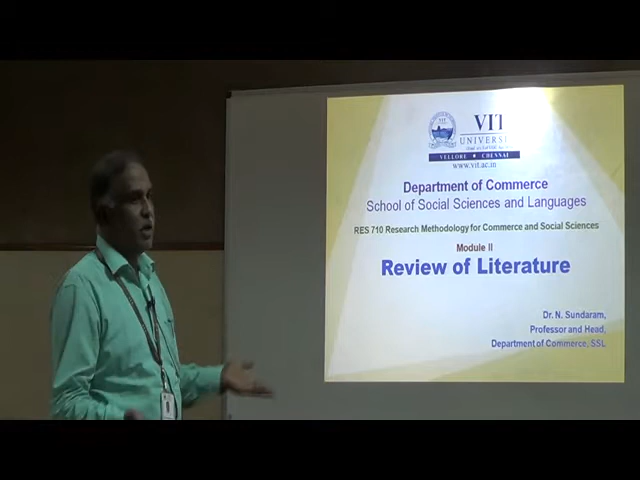 VIT
UNIVERSI
VELLORE CHENNAI
www.vit.ac.in
Department of Commerce
School of Social Sciences and Languages
RES 710 Research Methodology for Commerce and Social Sciences
Module II
Review of Literature
Dr. N. Sundaram,
Professor and Head,
Department of Commerce, SSL